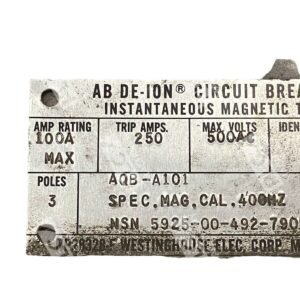 AB DE-ION® CIRCUIT BREA
INSTANTANEOUS MAGNETIC T
AMP RATING TRIP AMPS. MAX. VOLTS AMB
100A 250 500AC
MAX
POLES AQB-A101
3 SPEC,MAG,CAL,400HZ
NSN 5925-00-492-790
WESTINGHOUSE ELEC. CORP. M